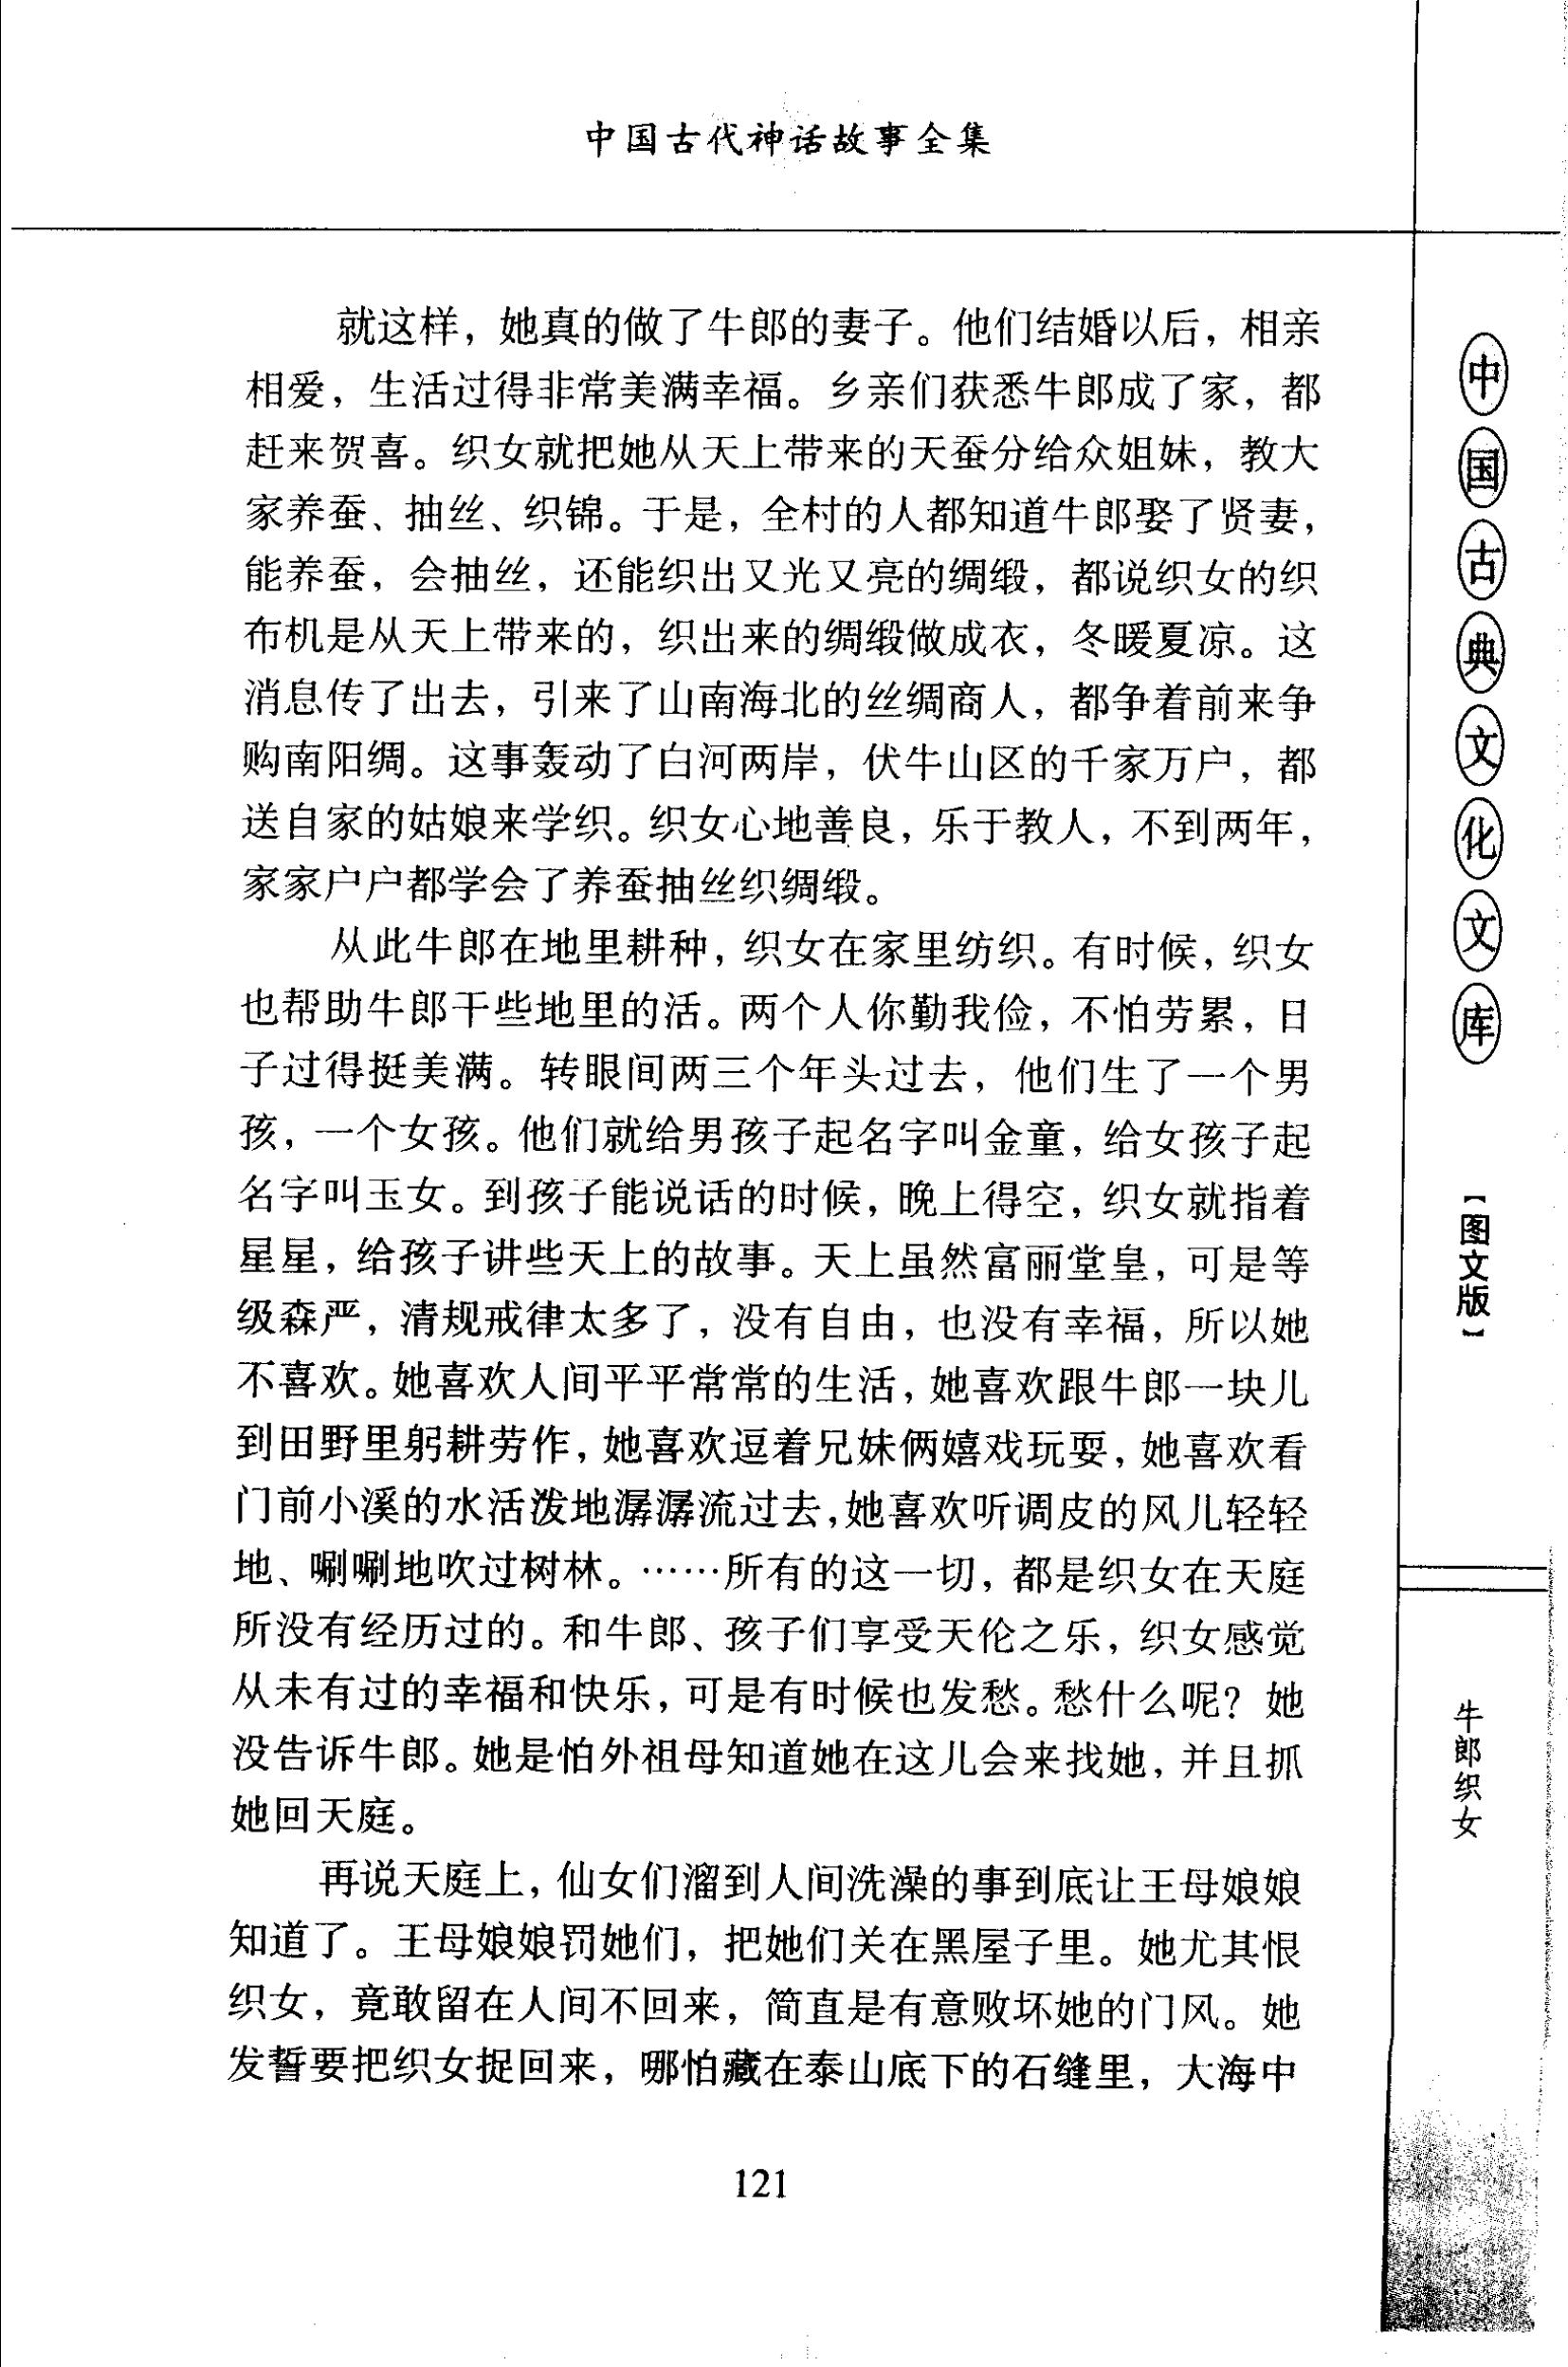 中国古代神话故事全集
就这样，她真的做了牛郎的妻子。他们结婚以后，相亲
相爱，生活过得非常美满幸福。乡亲们获悉牛郎成了家，都
赶来贺喜。织女就把她从天上带来的天蚕分给众姐妹，教大
家养蚕、抽丝、织锦。于是，全村的人都知道牛郎娶了贤妻，
能养蚕，会抽丝，还能织出又光又亮的绸缎，都说织女的织
布机是从天上带来的，织出来的绸缎做成衣，冬暖夏凉。这
消息传了出去，引来了山南海北的丝绸商人，都争着前来争
购南阳绸。这事轰动了白河两岸，伏牛山区的千家万户，都
送自家的姑娘来学织。织女心地善良，乐于教人，不到两年，
家家户户都学会了养蚕抽丝织绸缎。
从此牛郎在地里耕种，织女在家里纺织。有时候，织女
也帮助牛郎干些地里的活。两个人你勤我俭，不怕劳累，日
子过得挺美满。转眼间两三个年头过去，他们生了一个男
孩，一个女孩。他们就给男孩子起名字叫金童，给女孩子起
名字叫玉女。到孩子能说话的时候，晚上得空，织女就指着
星星，给孩子讲些天上的故事。天上虽然富丽堂皇，可是等
级森严，清规戒律太多了，没有自由，也没有幸福，所以她
不喜欢。她喜欢人间平平常常的生活，她喜欢跟牛郎一块儿
到田野里躬耕劳作，她喜欢逗着兄妹俩嬉戏玩耍，她喜欢看
门前小溪的水活泼地潺潺流过去，她喜欢听调皮的风儿轻轻
地、唰唰地吹过树林。……所有的这一切，都是织女在天庭
所没有经历过的。和牛郎、孩子们享受天伦之乐，织女感觉
从未有过的幸福和快乐，可是有时候也发愁。愁什么呢？她
没告诉牛郎。她是怕外祖母知道她在这儿会来找她，并且抓
她回天庭。
再说天庭上，仙女们溜到人间洗澡的事到底让王母娘娘
知道了。王母娘娘罚她们，把她们关在黑屋子里。她尤其恨
织女，竟敢留在人间不回来，简直是有意败坏她的门风。她
发誓要把织女捉回来，哪怕藏在泰山底下的石缝里，大海中
121
中国古典文化文库
【图文版】
牛郎织女